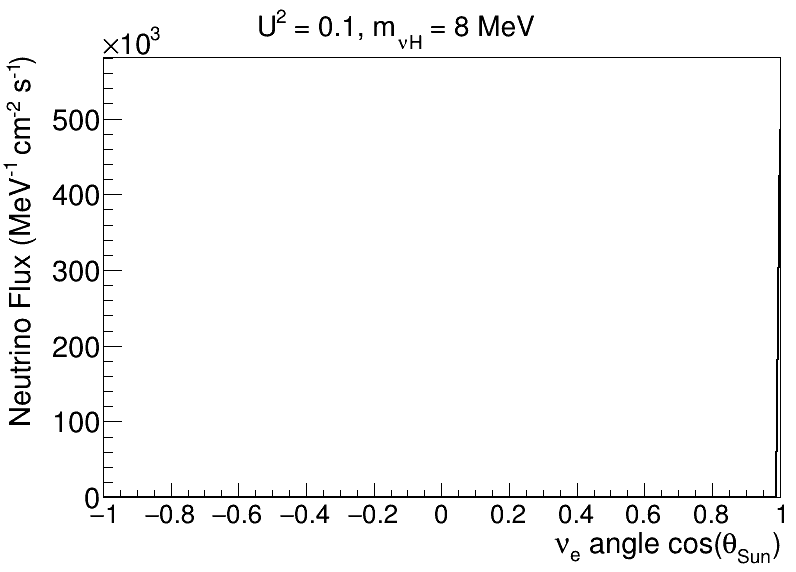 U² = 0.1, m_νH = 8 MeV
×10³
Neutrino Flux (MeV⁻¹ cm⁻² s⁻¹)
500
400
300
200
100
0
−1 −0.8 −0.6 −0.4 −0.2 0 0.2 0.4 0.6 0.8 1
ν_e angle cos(θ_Sun)